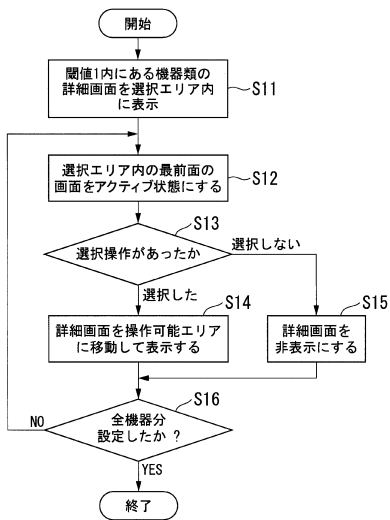 開始
閾値1内にある機器類の
詳細画面を選択エリア内
に表示
S11
選択エリア内の最前面の
画面をアクティブ状態にする
S12
S13
選択操作があったか
選択しない
選択した
S14
詳細画面を操作可能エリア
に移動して表示する
S15
詳細画面を
非表示にする
S16
全機器分
設定したか ?
NO
YES
終了